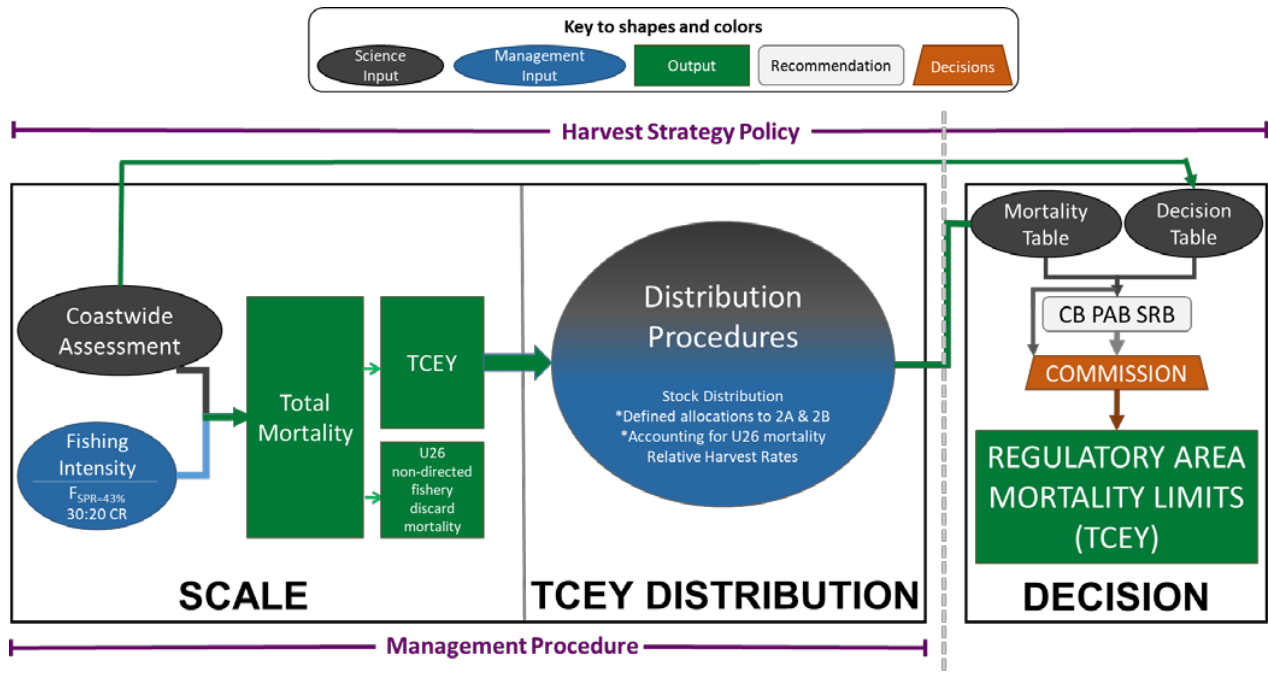 Key to shapes and colors
Science
Input
Management
Input
Output
Recommendation
Decisions
Harvest Strategy Policy
Coastwide
Assessment
Fishing
Intensity
FSPR=43%
30:20 CR
Total
Mortality
TCEY
U26
non-directed
fishery
discard
mortality
SCALE
Distribution
Procedures
Stock Distribution
*Defined allocations to 2A & 2B
*Accounting for U26 mortality
Relative Harvest Rates
TCEY DISTRIBUTION
Mortality
Table
Decision
Table
CB PAB SRB
COMMISSION
REGULATORY AREA
MORTALITY LIMITS
(TCEY)
DECISION
Management Procedure